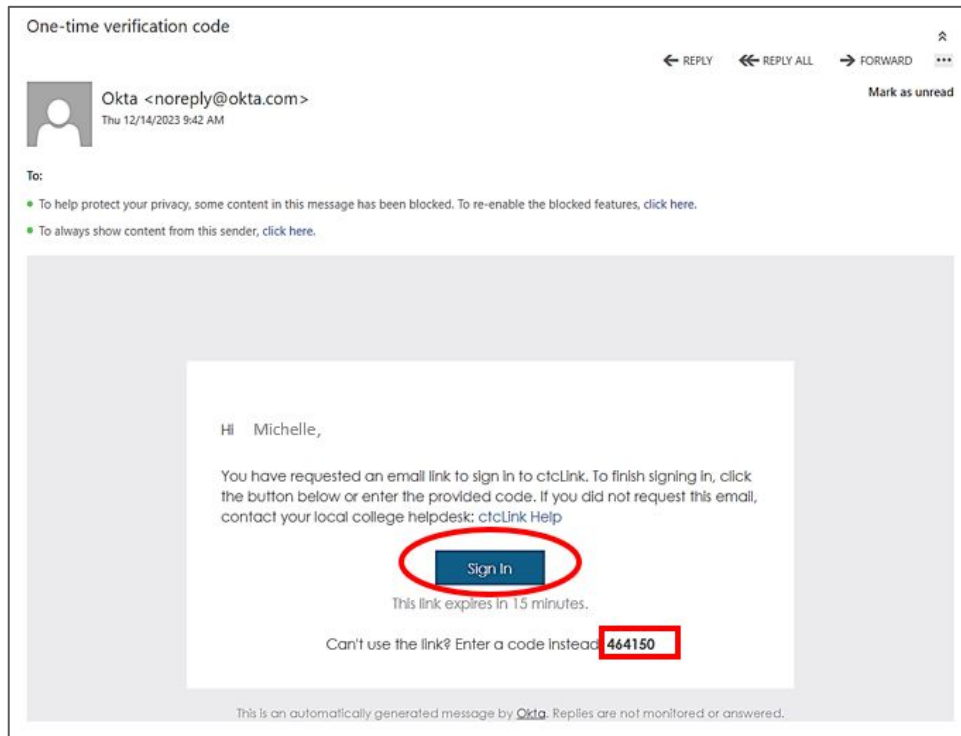 One-time verification code
REPLY REPLY ALL FORWARD ...
Okta <noreply@okta.com>
Mark as unread
Thu 12/14/2023 9:42 AM
To:
To help protect your privacy, some content in this message has been blocked. To re-enable the blocked features, click here.
To always show content from this sender, click here.
Hi Michelle,
You have requested an email link to sign in to ctcLink. To finish signing in, click
the button below or enter the provided code. If you did not request this email,
contact your local college helpdesk: ctcLink Help
Sign In
This link expires in 15 minutes.
Can't use the link? Enter a code instead 464150
This is an automatically generated message by Okta. Replies are not monitored or answered.